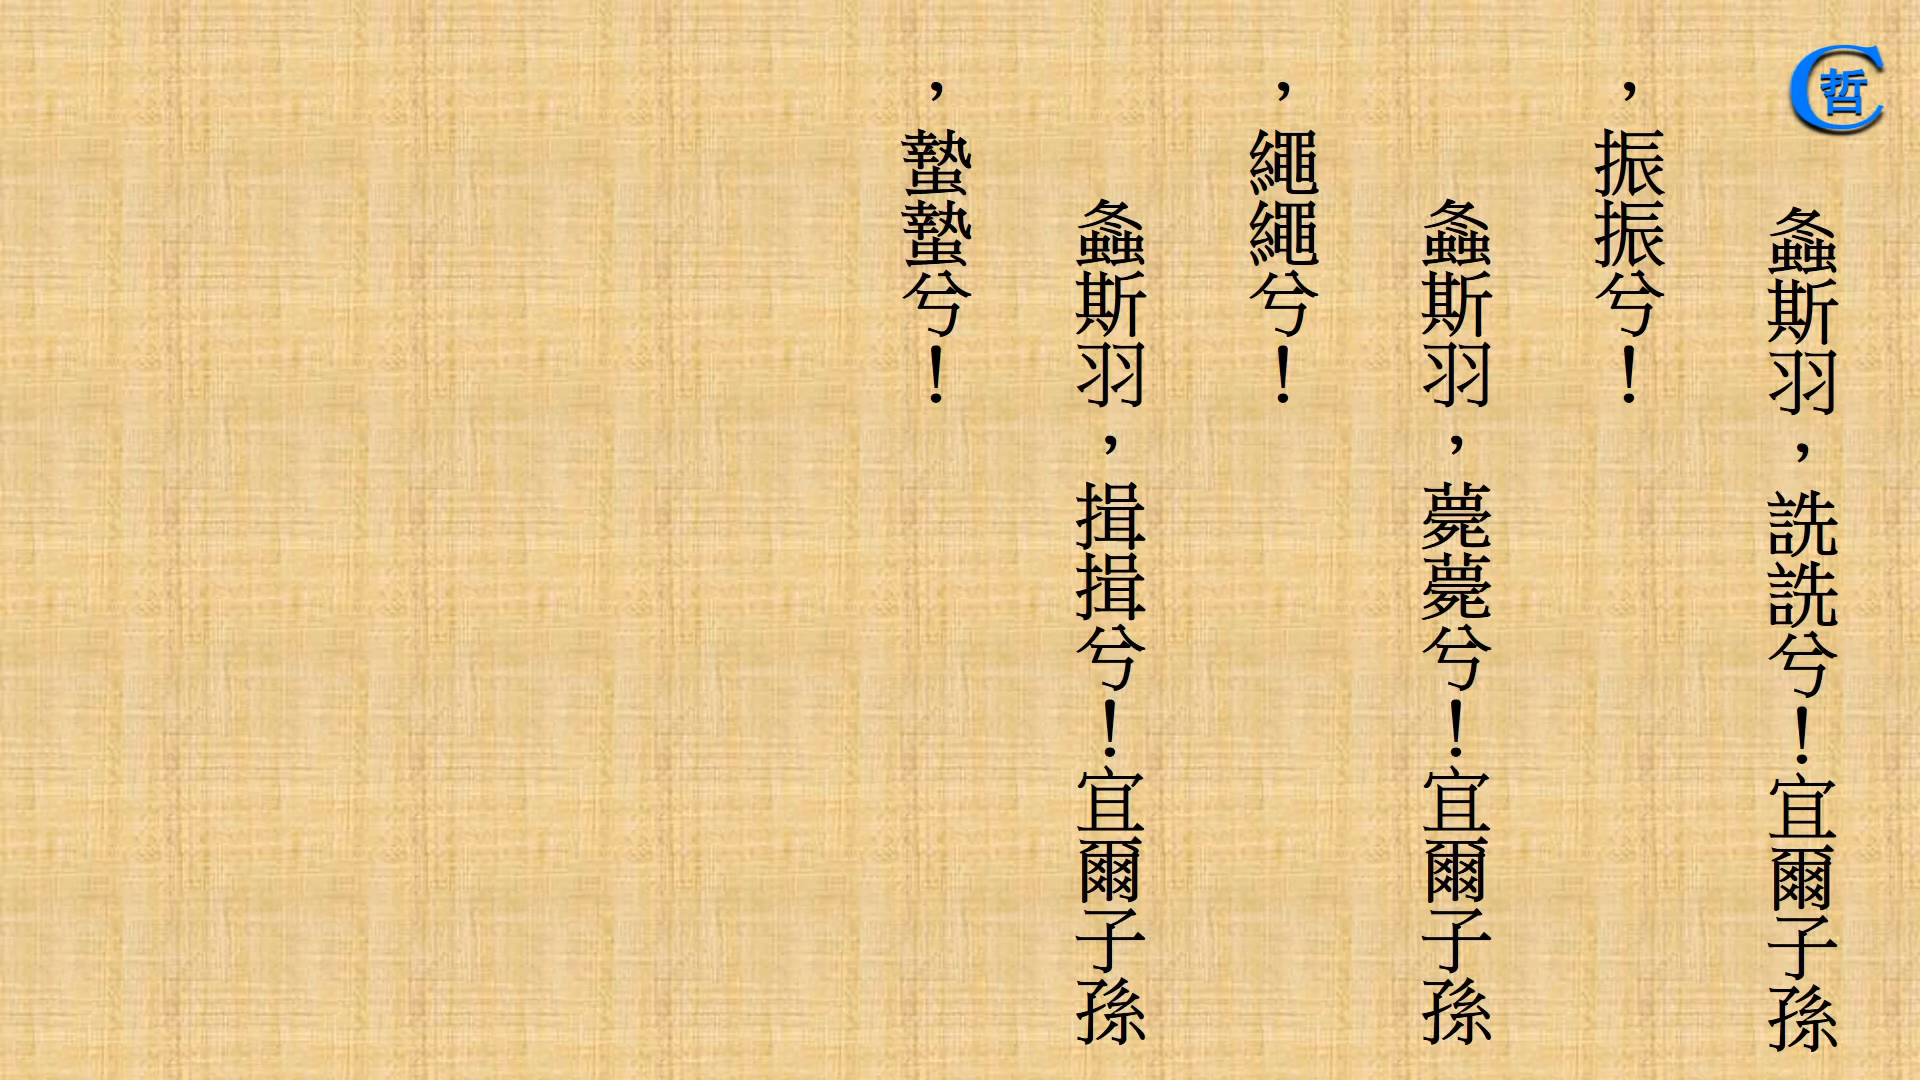 C哲
螽斯羽，詵詵兮！宜爾子孫
，振振兮！
螽斯羽，薨薨兮！宜爾子孫
，繩繩兮！
螽斯羽，揖揖兮！宜爾子孫
，蟄蟄兮！